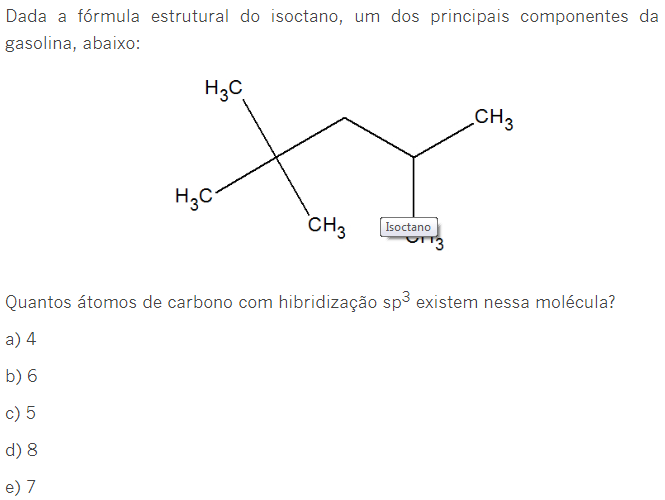 Dada a fórmula estrutural do isoctano, um dos principais componentes da
gasolina, abaixo:
H3C
CH3
H3C
CH3
Isoctano
CH3
Quantos átomos de carbono com hibridização sp3 existem nessa molécula?
a) 4
b) 6
c) 5
d) 8
e) 7